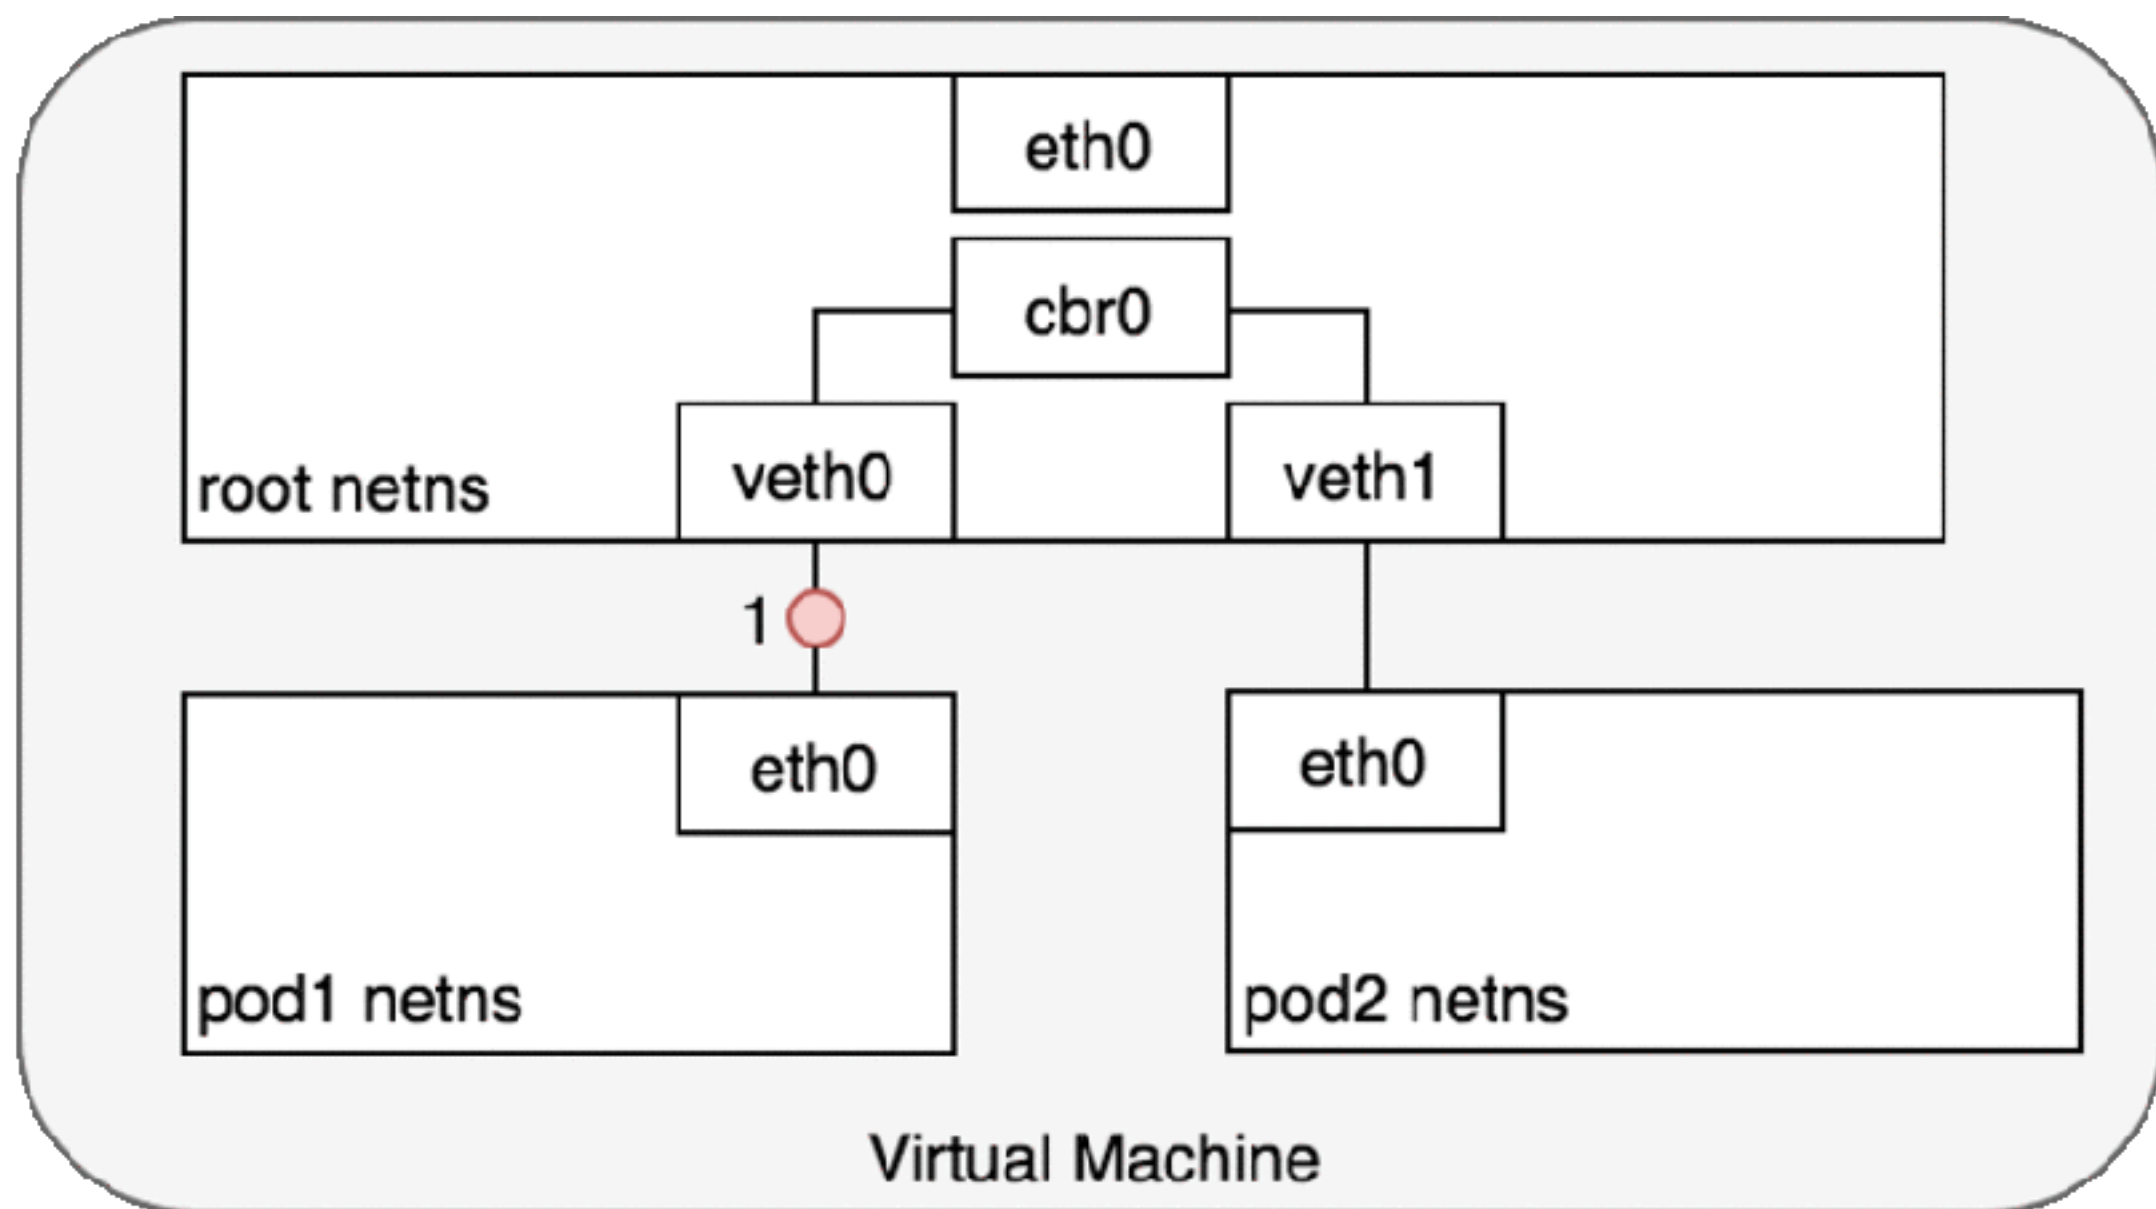 eth0
cbr0
veth0
veth1
root netns
1
eth0
eth0
pod1 netns
pod2 netns
Virtual Machine